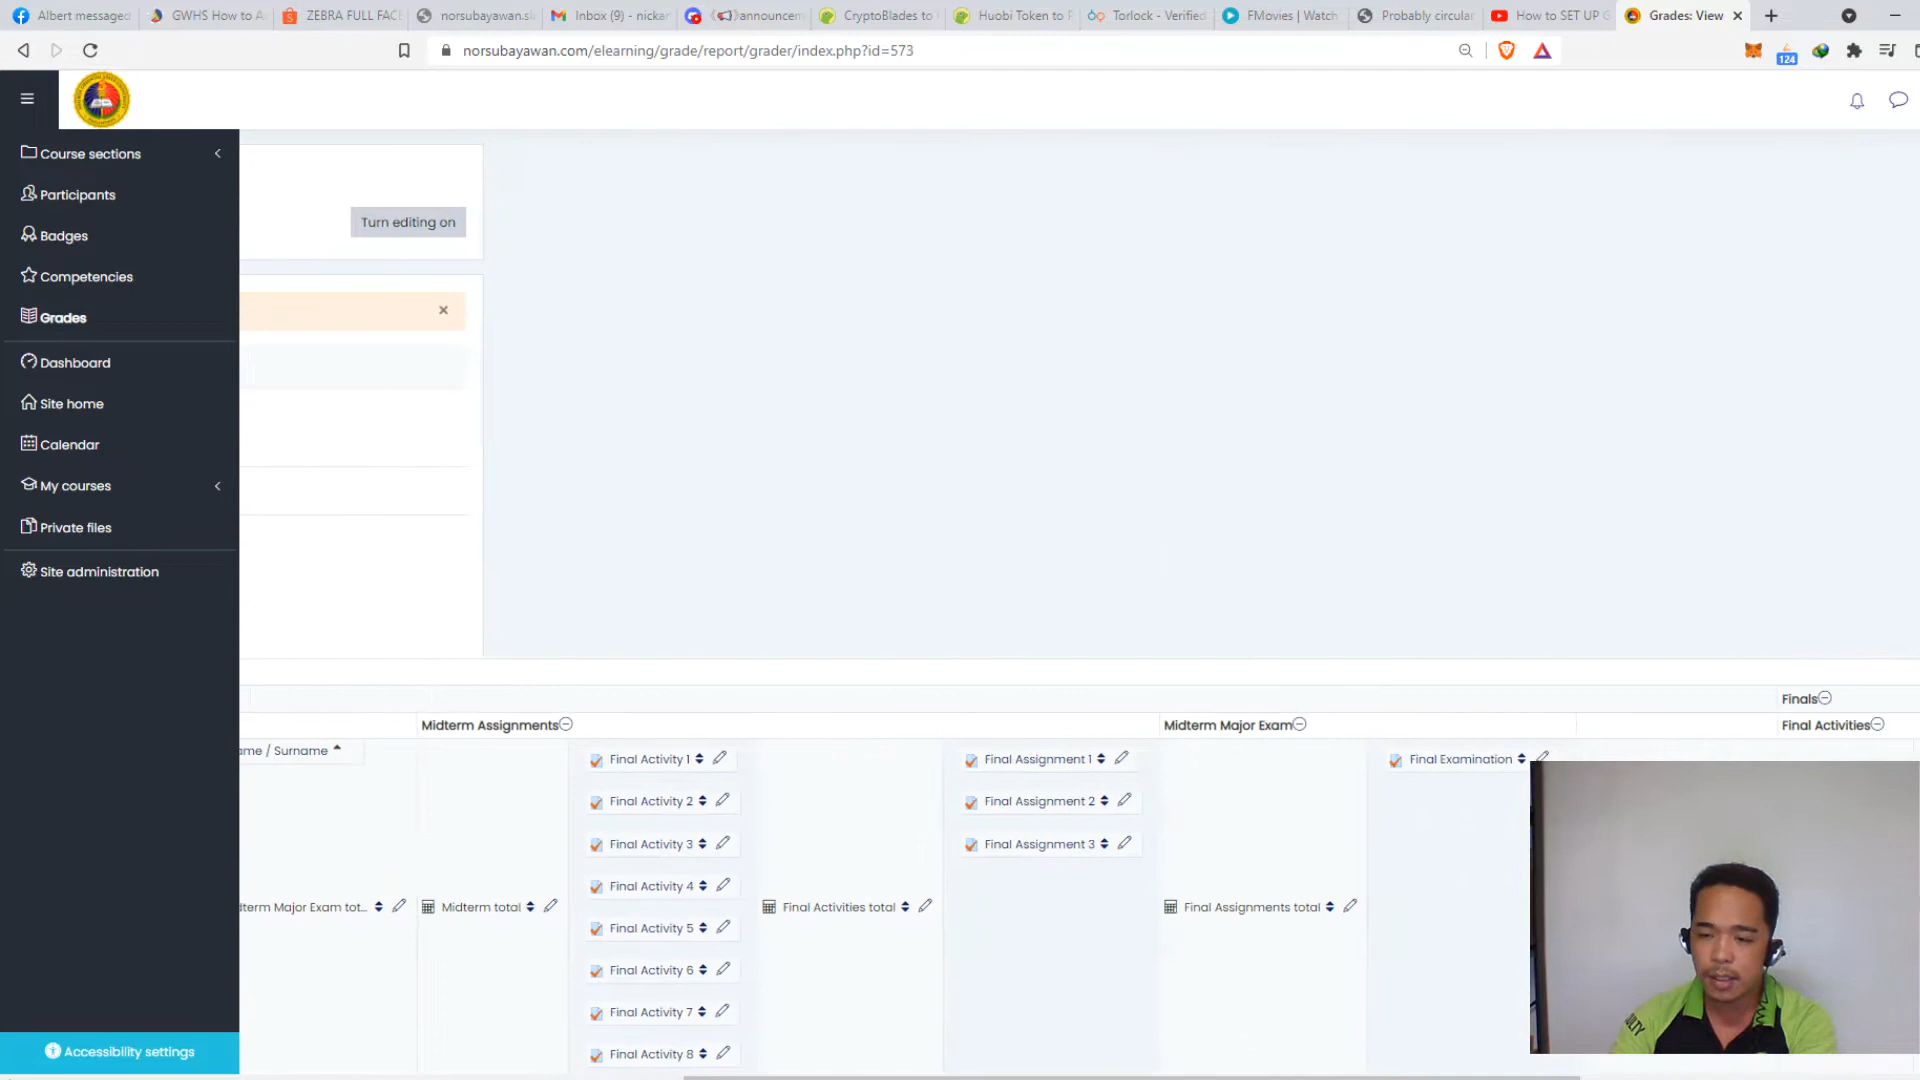 Albert messaged
GWHS How to A
ZEBRA FULL FACE
norsubayawan.sk
Inbox (9) - nickar
announcem
CryptoBlades to
Huobi Token to P
Torlock - Verified
FMovies | Watch
Probably circular
How to SET UP G
Grades: View
norsubayawan.com/elearning/grade/report/grader/index.php?id=573
124
Course sections
Participants
Badges
Competencies
Grades
Dashboard
Site home
Calendar
My courses
Private files
Site administration
Accessibility settings
Turn editing on
Finals
Midterm Assignments
Midterm Major Exam
Final Activities
ame / Surname
Final Activity 1
Final Assignment 1
Final Examination
Final Activity 2
Final Assignment 2
Final Activity 3
Final Assignment 3
Final Activity 4
dterm Major Exam tot...
Midterm total
Final Activities total
Final Assignments total
Final Activity 5
Final Activity 6
Final Activity 7
Final Activity 8